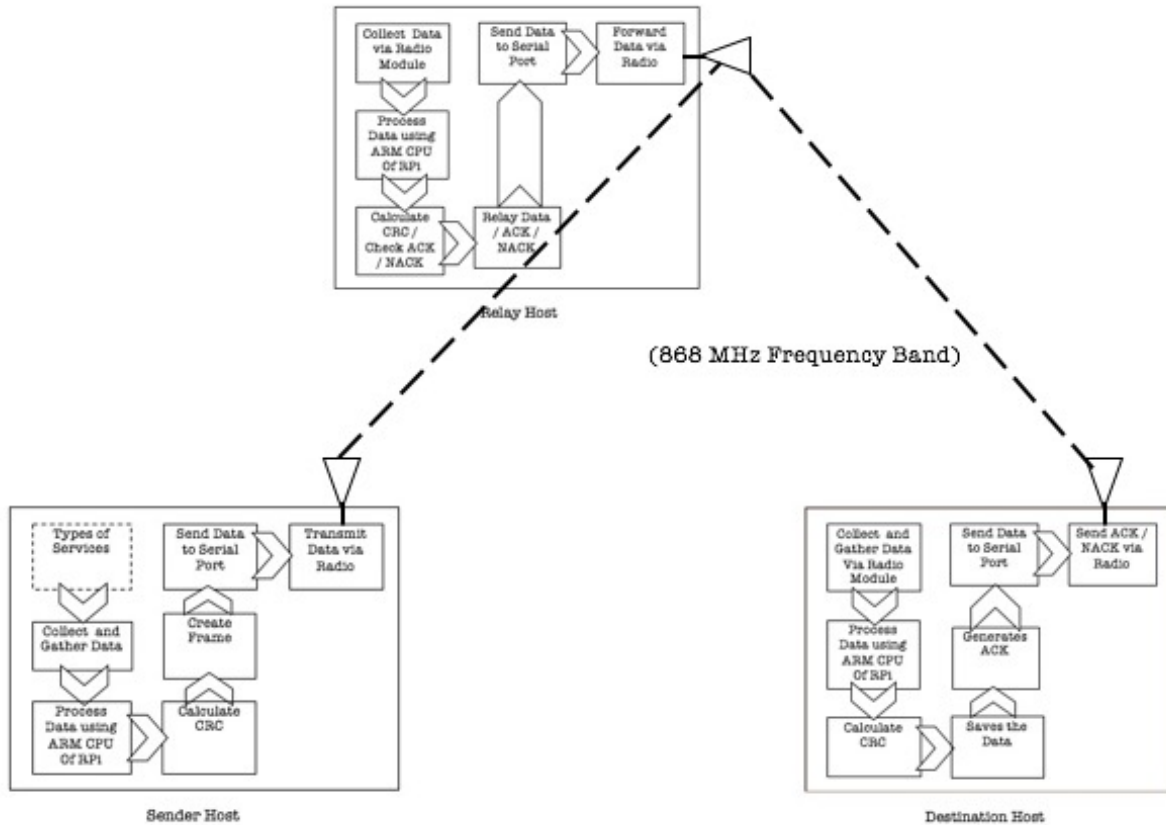 Collect Data
via Radio
Module
Process
Data using
ARM CPU
Of RPi
Calculate
CRC /
Check ACK
/ NACK
Relay Data
/ ACK /
NACK
Send Data
to Serial
Port
Forward
Data via
Radio
Relay Host
(868 MHz Frequency Band)
Types of
Services
Collect and
Gather Data
Process
Data using
ARM CPU
Of RPi
Calculate
CRC
Create
Frame
Send Data
to Serial
Port
Transmit
Data via
Radio
Sender Host
Collect and
Gather Data
Via Radio
Module
Process
Data using
ARM CPU
Of RPi
Calculate
CRC
Saves the
Data
Generates
ACK
Send Data
to Serial
Port
Send ACK /
NACK via
Radio
Destination Host